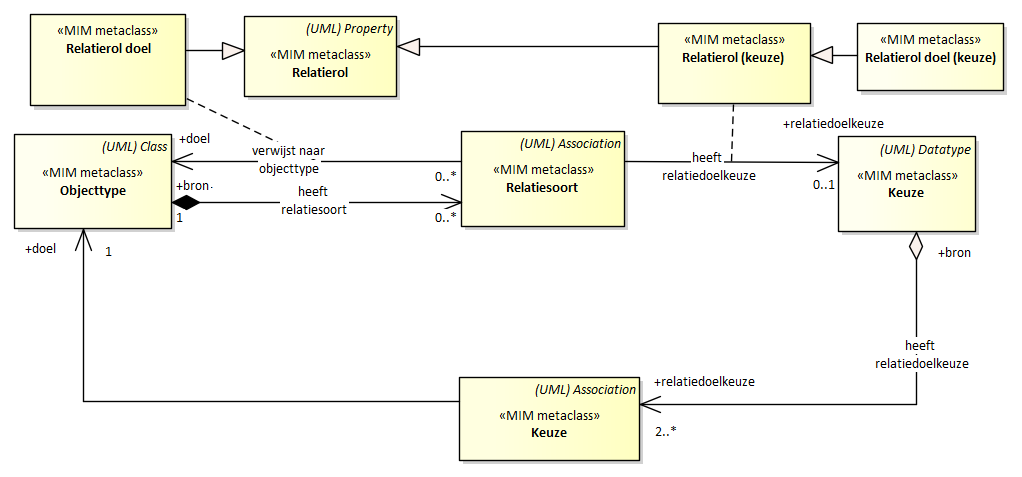 «MIM metaclass»
Relatierol doel
(UML) Property
«MIM metaclass»
Relatierol
«MIM metaclass»
Relatierol (keuze)
«MIM metaclass»
Relatierol doel (keuze)
(UML) Class
«MIM metaclass»
Objecttype
+doel
verwijst naar
objecttype
0..*
+bron
1
heeft
relatiesoort
0..*
(UML) Association
«MIM metaclass»
Relatiesoort
heeft
relatiedoelkeuze
+relatiedoelkeuze
0..1
(UML) Datatype
«MIM metaclass»
Keuze
+doel
1
+bron
heeft
relatiedoelkeuze
(UML) Association
«MIM metaclass»
Keuze
+relatiedoelkeuze
2..*